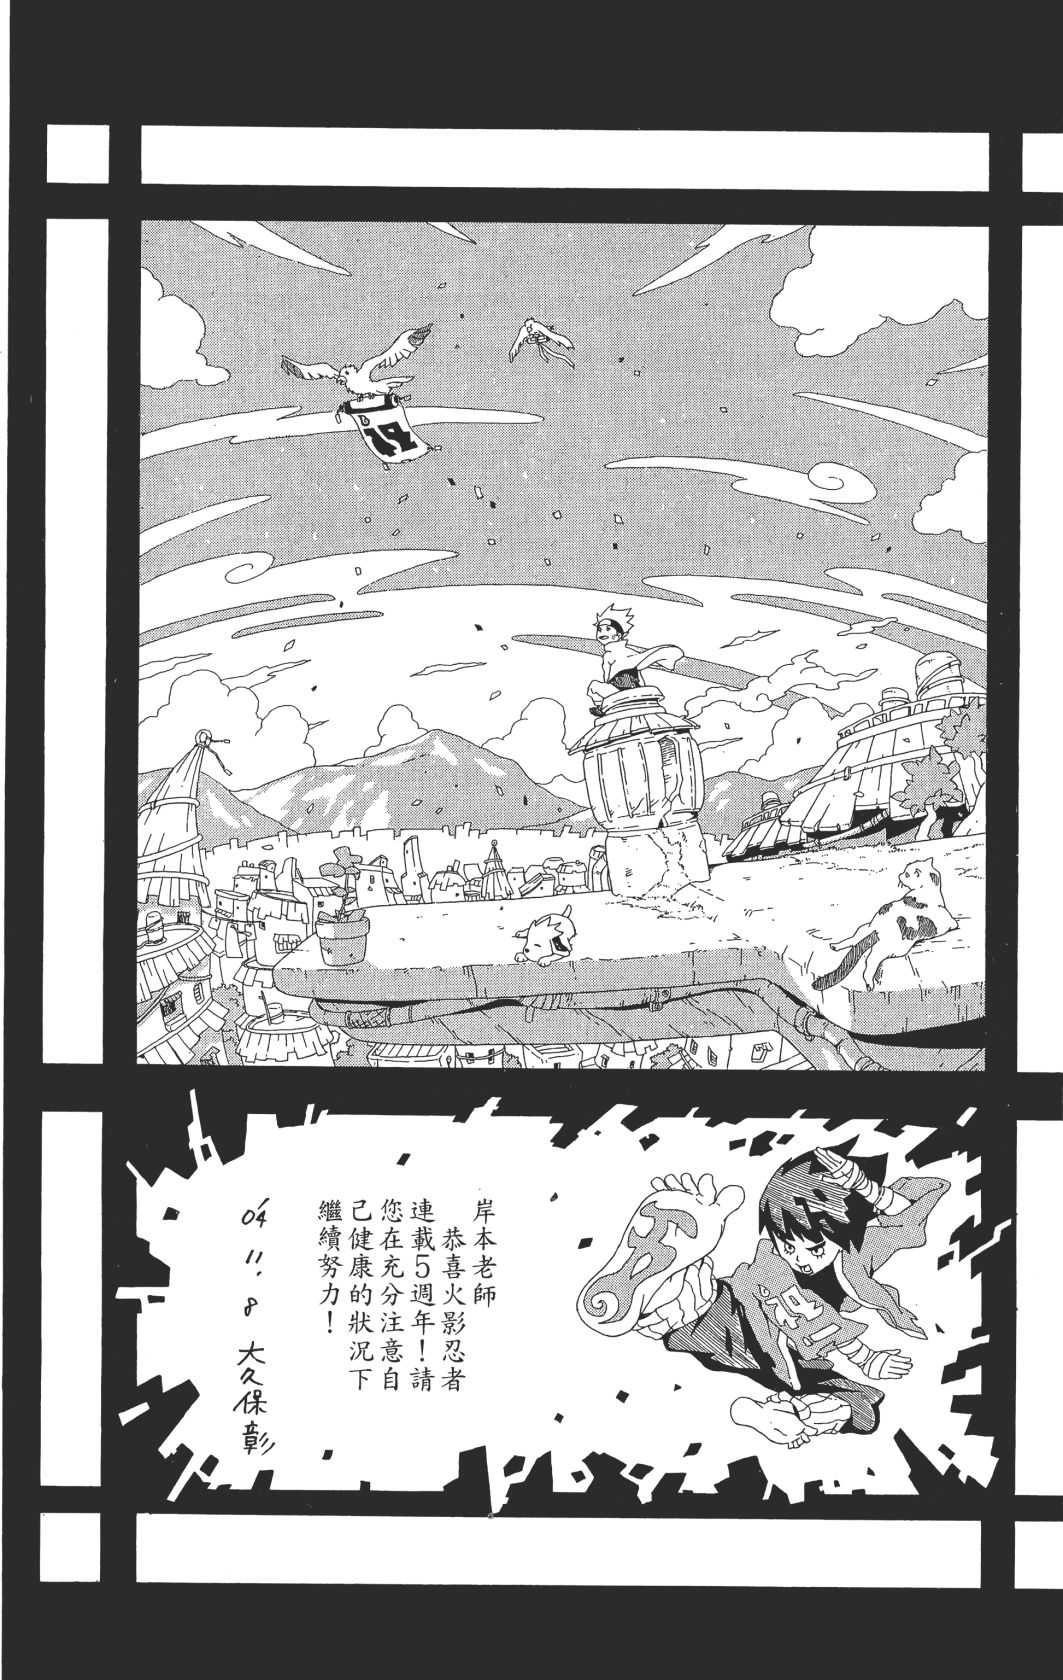 岸本老師
恭喜火影忍者
連載5週年！請
您在充分注意自
己健康的狀況下
繼續努力！
'04 11. 8 大久保彰